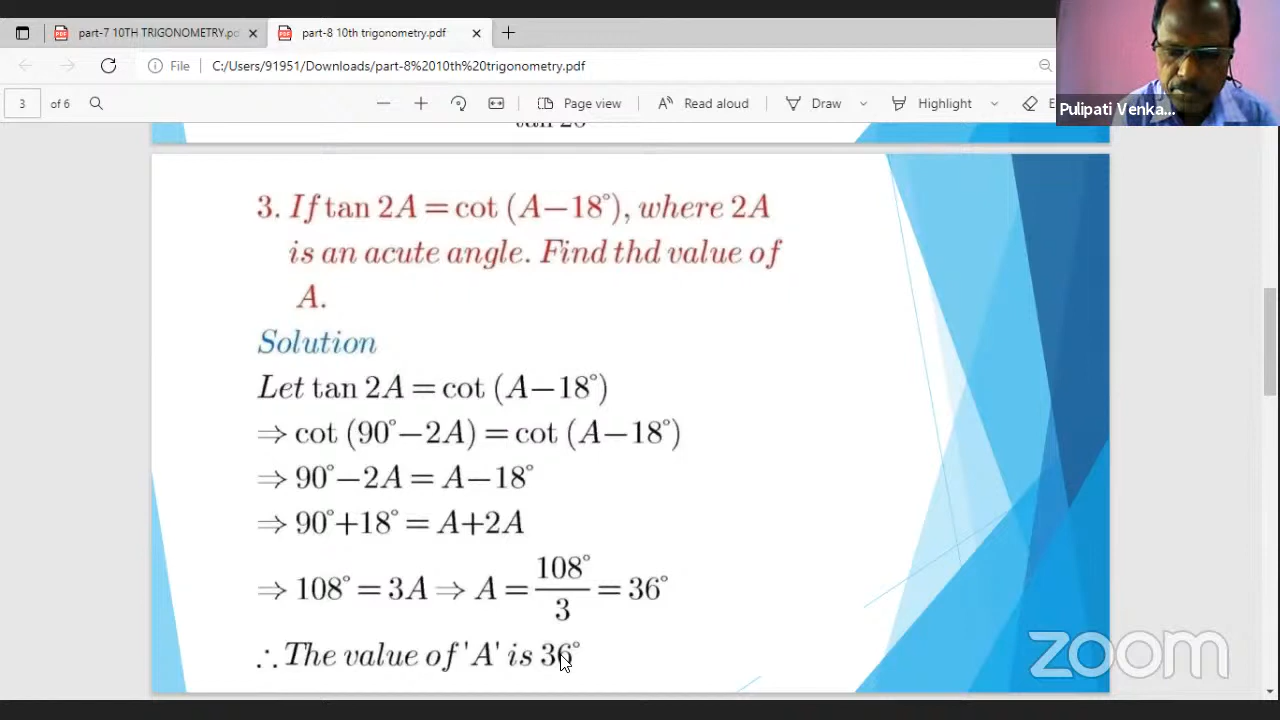 part-7 10TH TRIGONOMETRY.pd
part-8 10th trigonometry.pdf
File
C:/Users/91951/Downloads/part-8%2010th%20trigonometry.pdf
3 of 6
Page view
Read aloud
Draw
Highlight
Pulipati Venka...
3. If tan 2A = cot (A−18°), where 2A
is an acute angle. Find thd value of
A.
Solution
Let tan 2A = cot (A−18°)
⇒ cot (90°−2A) = cot (A−18°)
⇒ 90°−2A = A−18°
⇒ 90°+18° = A+2A
⇒ 108° = 3A ⇒ A = 108°/3 = 36°
∴ The value of 'A' is 36°
zoom